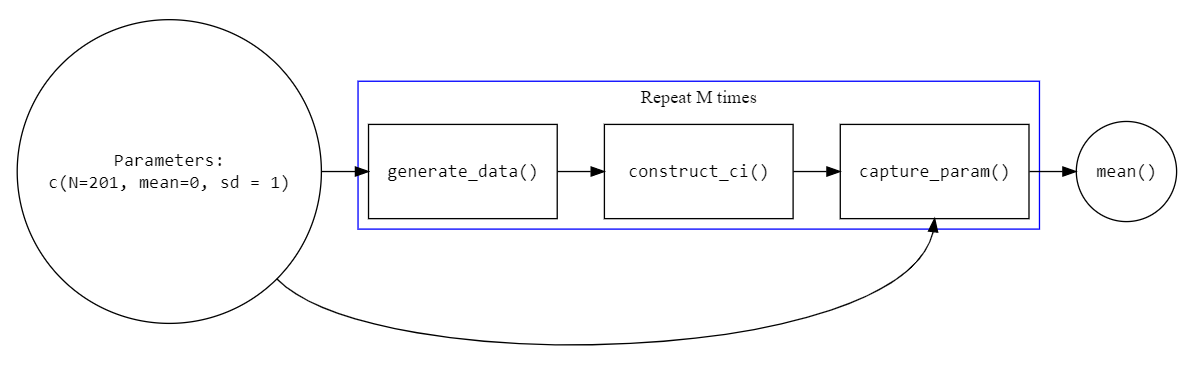 Parameters:
c(N=201, mean=0, sd = 1)
Repeat M times
generate_data()
construct_ci()
capture_param()
mean()